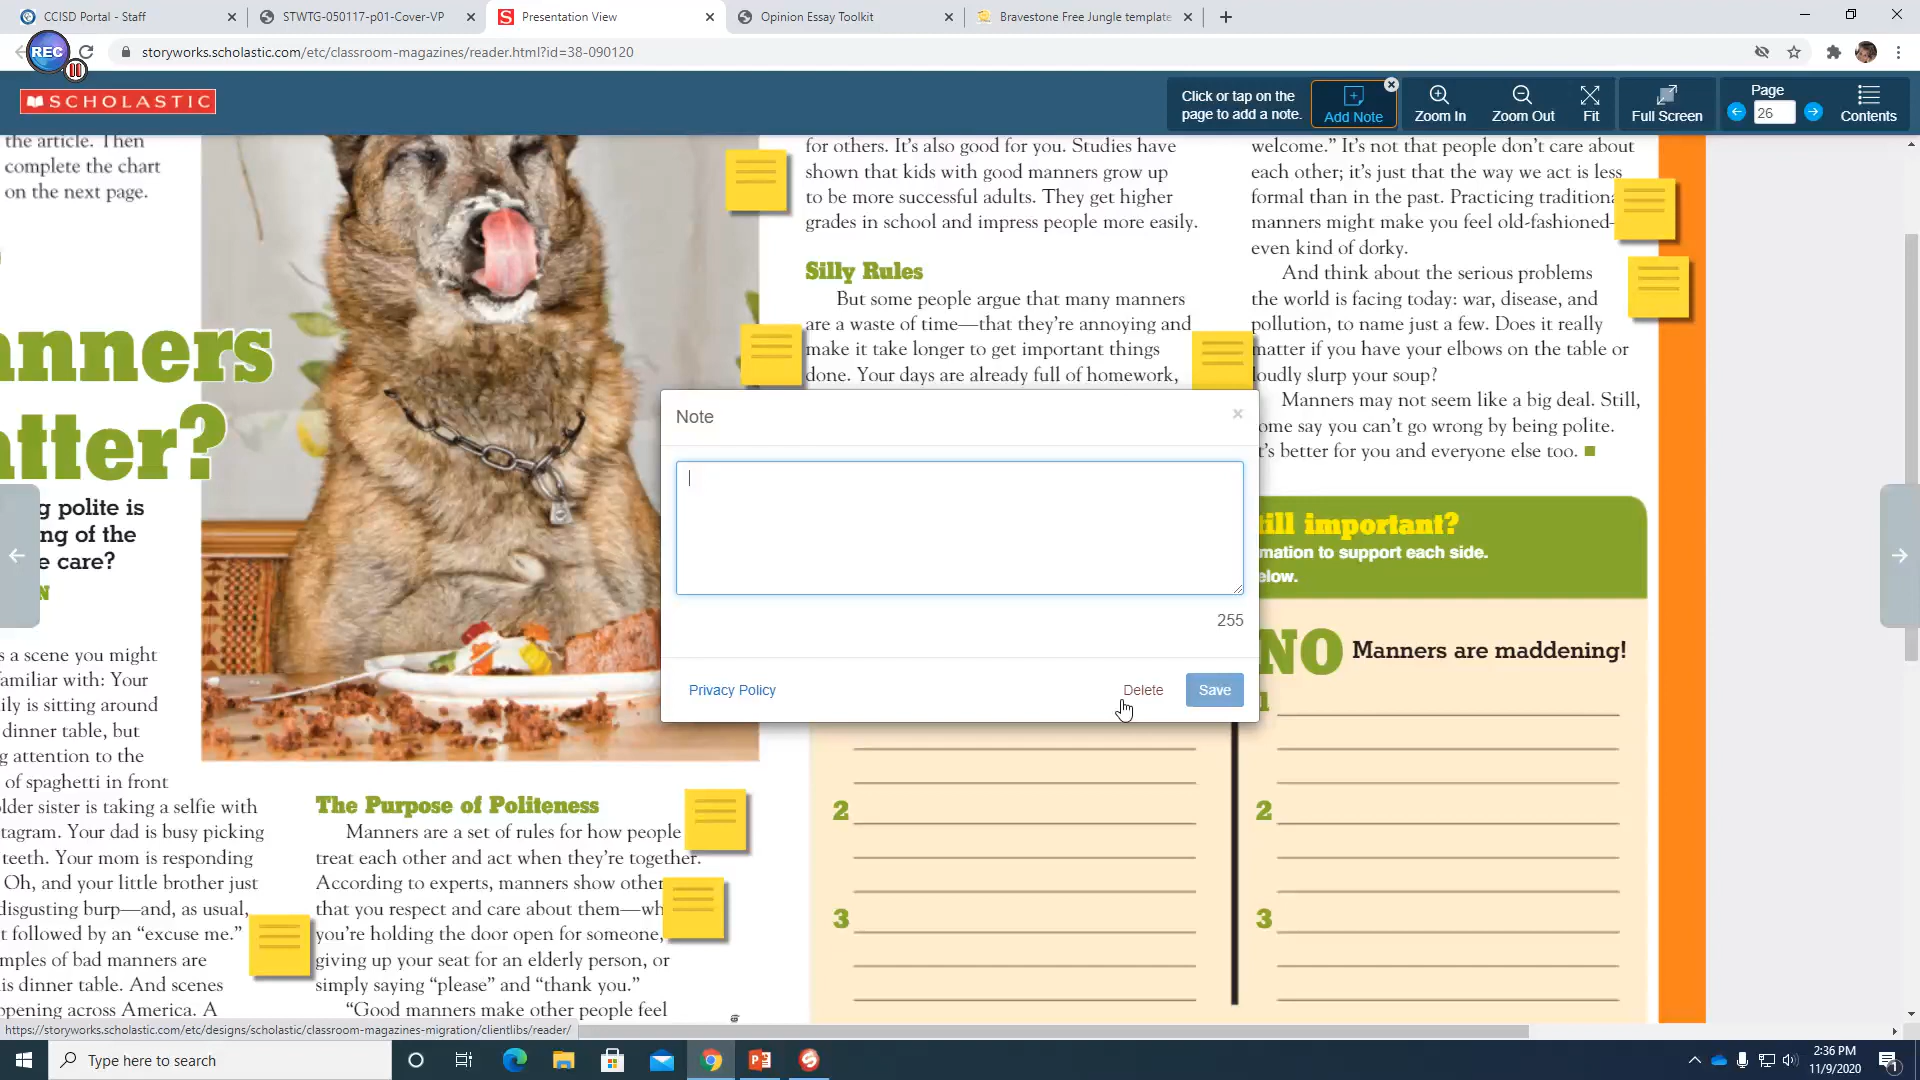 CCISD Portal - Staff
STWTG-050117-p01-Cover-VP
Presentation View
Opinion Essay Toolkit
Bravestone Free Jungle template
REC
storyworks.scholastic.com/etc/classroom-magazines/reader.html?id=38-090120
SCHOLASTIC
Click or tap on the
page to add a note.
Add Note
Zoom In
Zoom Out
Fit
Full Screen
Page
26
Contents
the article. Then
complete the chart
on the next page.
anners
atter?
g polite is
ng of the
e care?
N
s a scene you might
familiar with: Your
ily is sitting around
dinner table, but
g attention to the
of spaghetti in front
older sister is taking a selfie with
tagram. Your dad is busy picking
teeth. Your mom is responding
Oh, and your little brother just
disgusting burp—and, as usual,
t followed by an “excuse me.”
mples of bad manners are
is dinner table. And scenes
ppening across America. A
The Purpose of Politeness
Manners are a set of rules for how people
treat each other and act when they’re together.
According to experts, manners show other
that you respect and care about them—wh
you’re holding the door open for someone,
giving up your seat for an elderly person, or
simply saying “please” and “thank you.”
“Good manners make other people feel
for others. It’s also good for you. Studies have
shown that kids with good manners grow up
to be more successful adults. They get higher
grades in school and impress people more easily.
Silly Rules
But some people argue that many manners
are a waste of time—that they’re annoying and
make it take longer to get important things
done. Your days are already full of homework,
welcome.” It’s not that people don’t care about
each other; it’s just that the way we act is less
formal than in the past. Practicing traditiona
manners might make you feel old-fashioned—
even kind of dorky.
And think about the serious problems
the world is facing today: war, disease, and
pollution, to name just a few. Does it really
matter if you have your elbows on the table or
loudly slurp your soup?
Manners may not seem like a big deal. Still,
ome say you can’t go wrong by being polite.
t’s better for you and everyone else too.
Note
255
Privacy Policy
Delete
Save
till important?
mation to support each side.
elow.
NO
Manners are maddening!
1
2
3
2
3
https://storyworks.scholastic.com/etc/designs/scholastic/classroom-magazines-migration/clientlibs/reader/
Type here to search
2:36 PM
11/9/2020
1